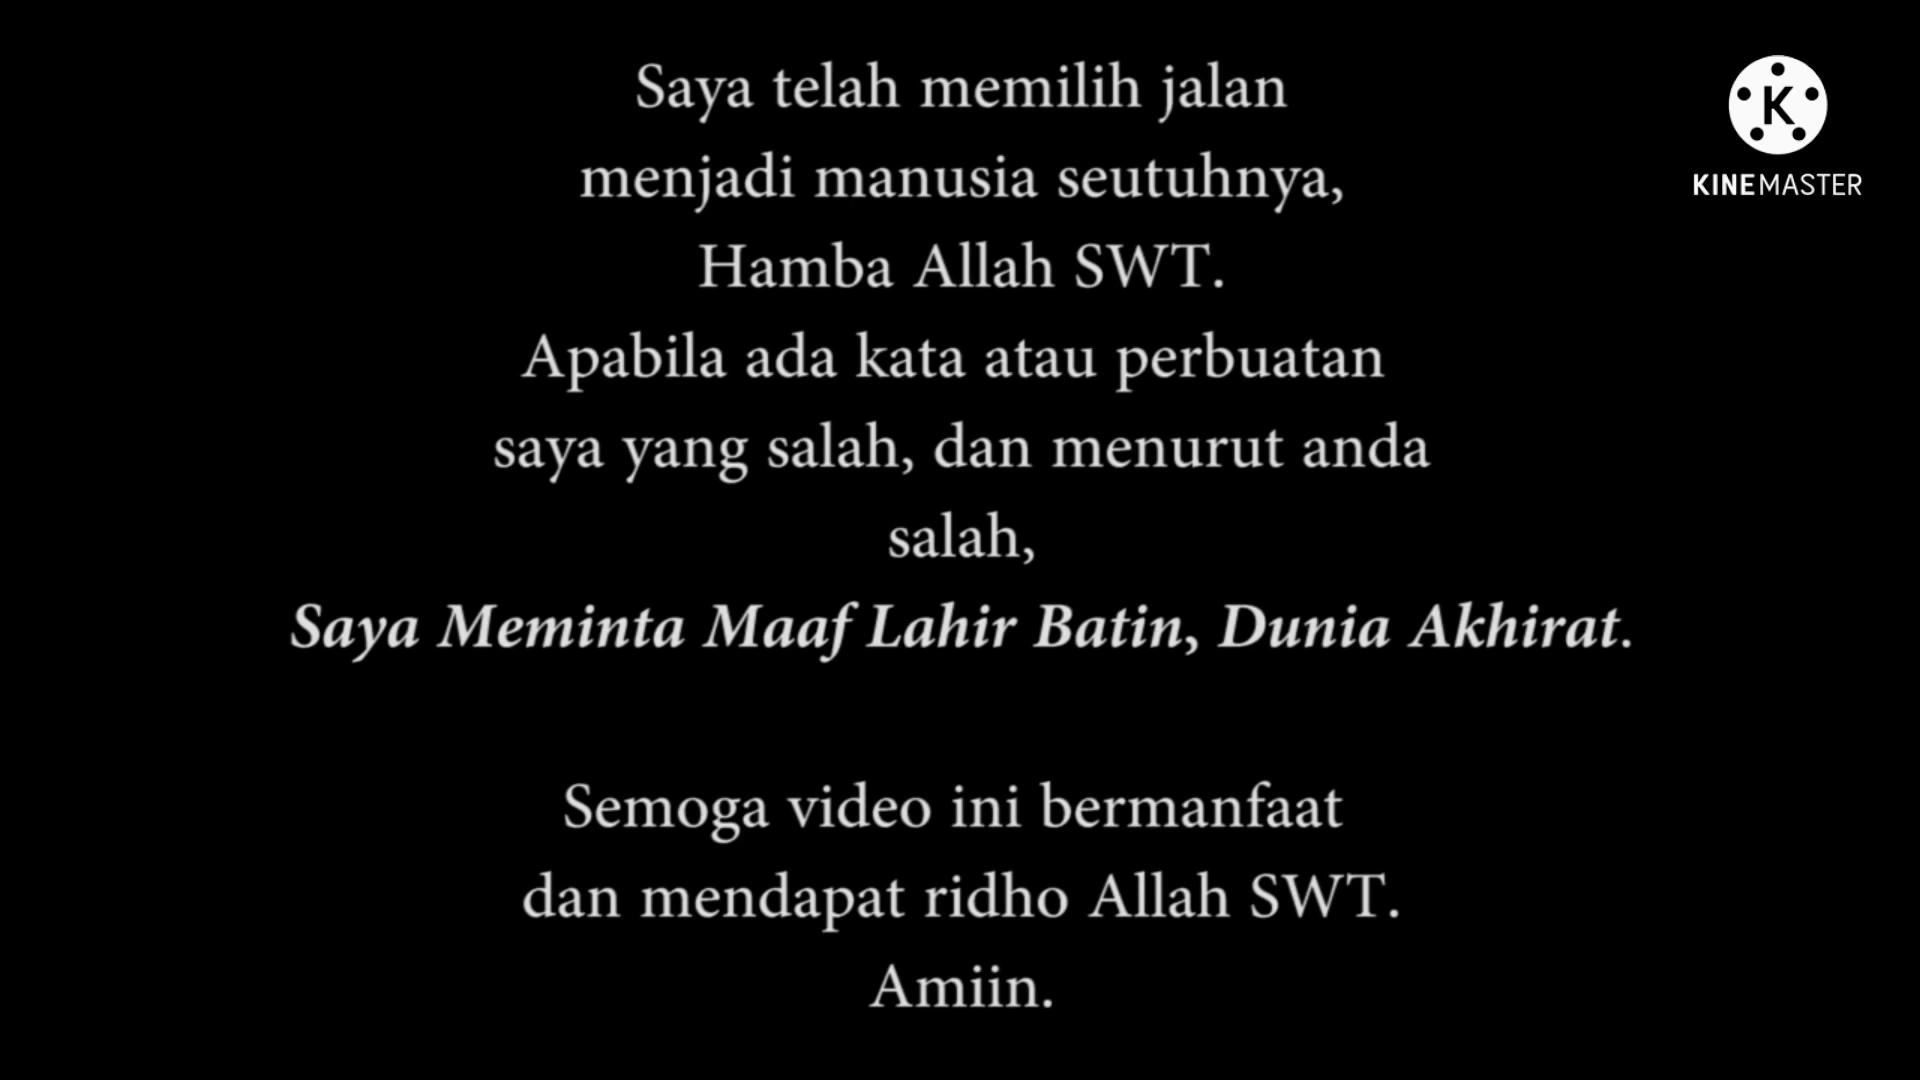 Saya telah memilih jalan
menjadi manusia seutuhnya,
Hamba Allah SWT.
Apabila ada kata atau perbuatan
saya yang salah, dan menurut anda
salah,
Saya Meminta Maaf Lahir Batin, Dunia Akhirat.
Semoga video ini bermanfaat
dan mendapat ridho Allah SWT.
Amiin.
K
KINEMASTER